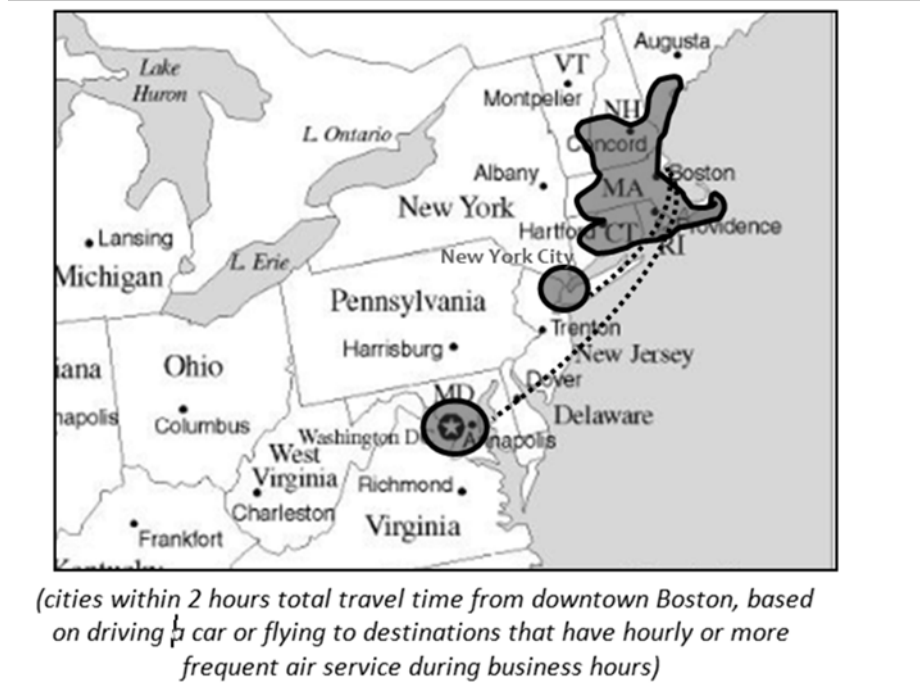 Augusta
Lake
Huron
VT
Montpelier
NH
L. Ontario
Concord
Albany
Boston
MA
New York
Hartford
CT
Providence
RI
Lansing
New York City
L. Erie
Michigan
Pennsylvania
Trenton
Harrisburg
New Jersey
Ohio
iana
Dover
MD
Columbus
napolis
Delaware
Washington D
Annapolis
West
Virginia
Richmond
Charleston
Virginia
Frankfort
Kentucky
(cities within 2 hours total travel time from downtown Boston, based
on driving a car or flying to destinations that have hourly or more
frequent air service during business hours)